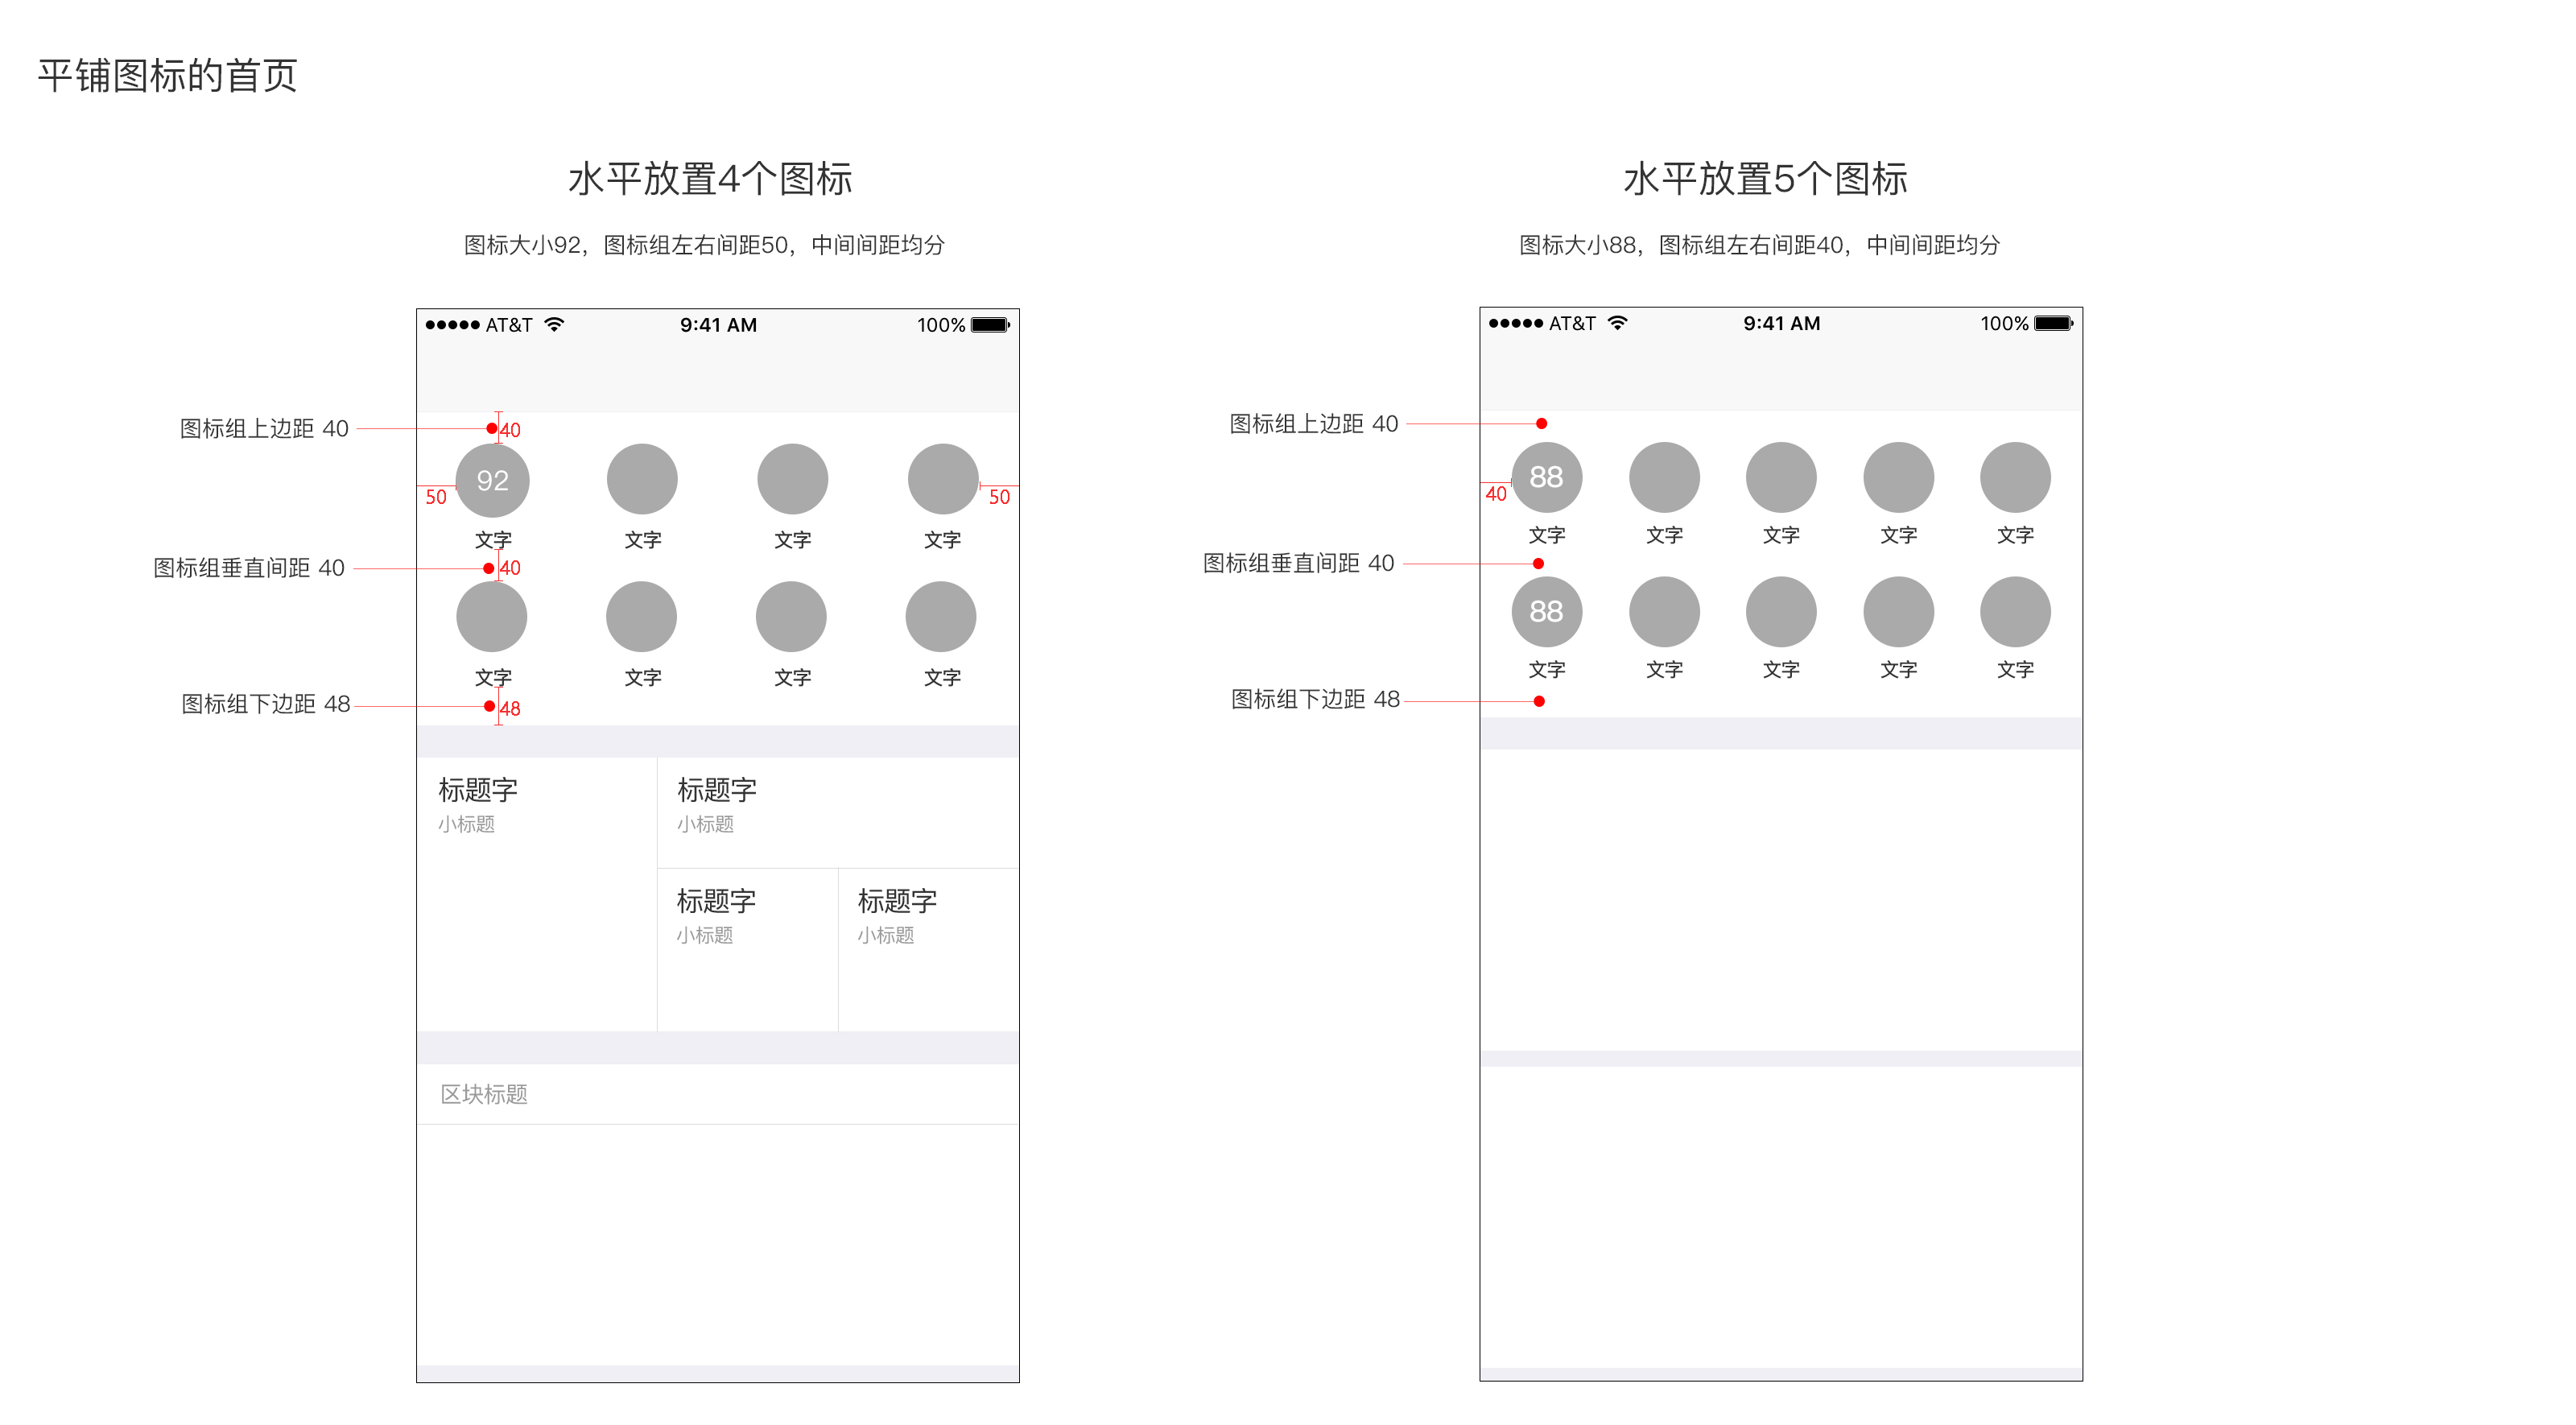 平铺图标的首页
水平放置4个图标
图标大小92，图标组左右间距50，中间间距均分
AT&T 9:41 AM 100%
图标组上边距 40
40
92
50
50
文字 文字 文字 文字
图标组垂直间距 40
40
文字 文字 文字 文字
图标组下边距 48
48
标题字
小标题
标题字
小标题
标题字
小标题
标题字
小标题
区块标题
水平放置5个图标
图标大小88，图标组左右间距40，中间间距均分
AT&T 9:41 AM 100%
图标组上边距 40
88
40
文字 文字 文字 文字 文字
图标组垂直间距 40
88
文字 文字 文字 文字 文字
图标组下边距 48